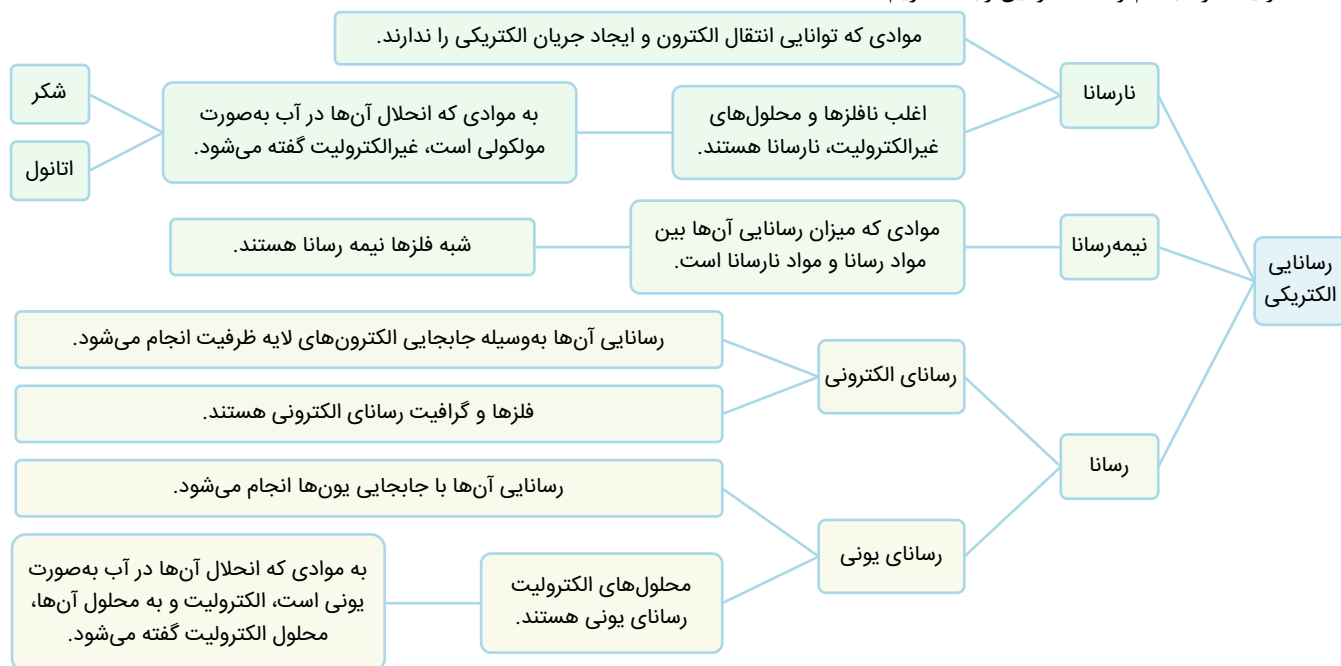 رسانایی
الکتریکی
نارسانا
موادی که توانایی انتقال الکترون و ایجاد جریان الکتریکی را ندارند.
اغلب نافلزها و محلول‌های
غیرالکترولیت، نارسانا هستند.
به موادی که انحلال آن‌ها در آب به‌صورت
مولکولی است، غیرالکترولیت گفته می‌شود.
شکر
اتانول
نیمه‌رسانا
موادی که میزان رسانایی آن‌ها بین
مواد رسانا و مواد نارسانا است.
شبه فلزها نیمه رسانا هستند.
رسانا
رسانای الکترونی
رسانایی آن‌ها به‌وسیله جابجایی الکترون‌های لایه ظرفیت انجام می‌شود.
فلزها و گرافیت رسانای الکترونی هستند.
رسانای یونی
رسانایی آن‌ها با جابجایی یون‌ها انجام می‌شود.
محلول‌های الکترولیت
رسانای یونی هستند.
به موادی که انحلال آن‌ها در آب به‌صورت
یونی است، الکترولیت و به محلول آن‌ها،
محلول الکترولیت گفته می‌شود.